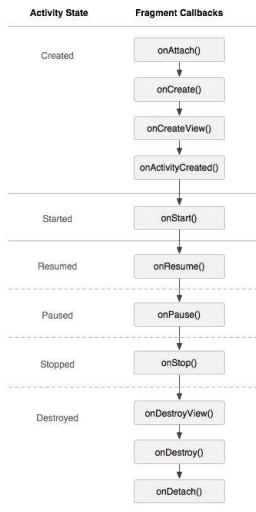 Activity State Fragment Callbacks
Created
onAttach()
onCreate()
onCreateView()
onActivityCreated()
Started
onStart()
Resumed
onResume()
Paused
onPause()
Stopped
onStop()
Destroyed
onDestroyView()
onDestroy()
onDetach()